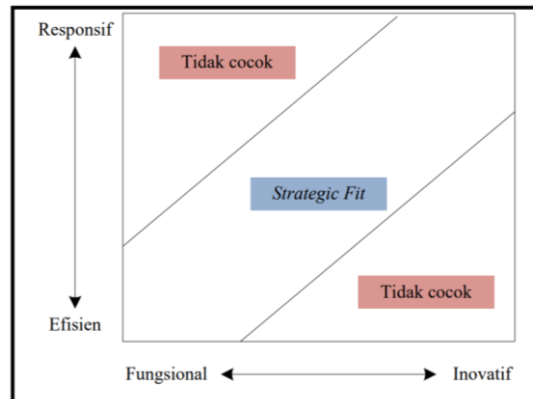 Responsif
Tidak cocok
Strategic Fit
Tidak cocok
Efisien
Fungsional
Inovatif